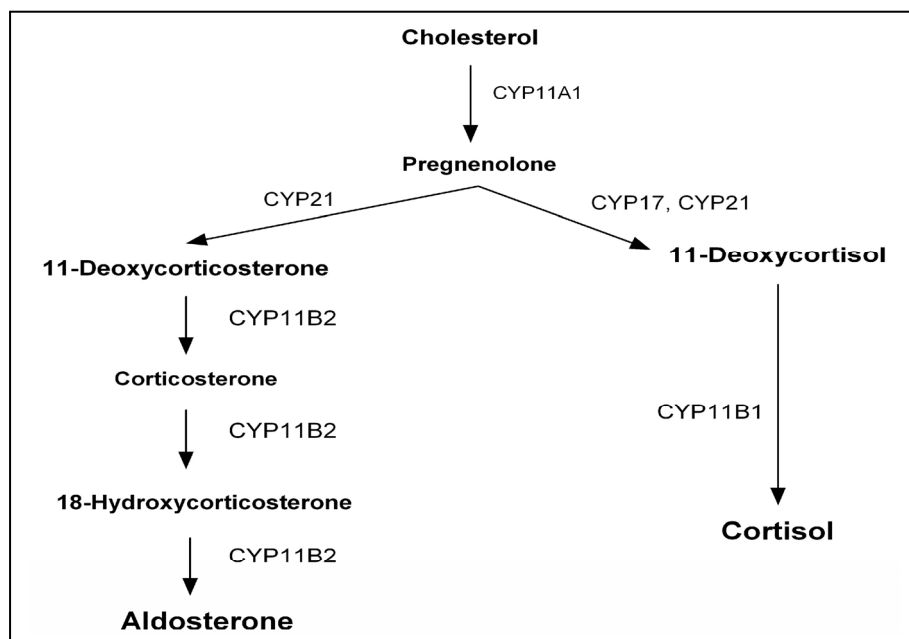 Cholesterol
CYP11A1
Pregnenolone
CYP21
CYP17, CYP21
11-Deoxycorticosterone
11-Deoxycortisol
CYP11B2
Corticosterone
CYP11B1
CYP11B2
18-Hydroxycorticosterone
Cortisol
CYP11B2
Aldosterone